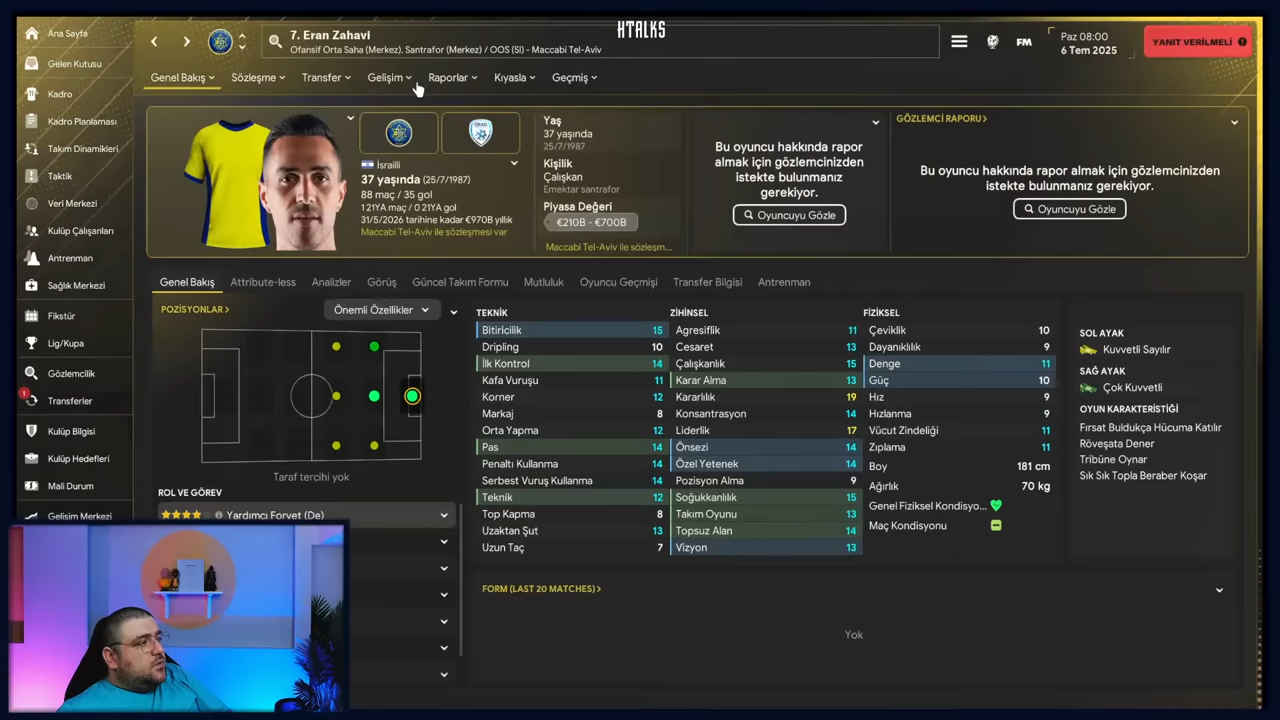 HTALKS
Ana Sayfa
Gelen Kutusu
Kadro
Kadro Planlaması
Takım Dinamikleri
Taktik
Veri Merkezi
Kulüp Çalışanları
Antrenman
Sağlık Merkezi
Fikstür
Lig/Kupa
Gözlemcilik
1
Transferler
Kulüp Bilgisi
Kulüp Hedefleri
Mali Durum
Gelişim Merkezi
7. Eran Zahavi
Ofansif Orta Saha (Merkez), Santrafor (Merkez) / OOS (SI) - Maccabi Tel-Aviv
FM
Paz 08:00
6 Tem 2025
YANIT VERİLMELİ
Genel Bakış
Sözleşme
Transfer
Gelişim
Raporlar
Kıyasla
Geçmiş
İsrailli
37 yaşında (25/7/1987)
88 maç / 35 gol
1 21YA maçı / 0 21YA gol
31/5/2026 tarihine kadar €970B yıllık
Maccabi Tel-Aviv ile sözleşmesi var
Yaş
37 yaşında
25/7/1987
Kişilik
Çalışkan
Emektar santrafor
Piyasa Değeri
€210B - €700B
Maccabi Tel-Aviv ile sözleşm...
Bu oyuncu hakkında rapor
almak için gözlemcinizden
istekte bulunmanız
gerekiyor.
Oyuncuyu Gözle
GÖZLEMCİ RAPORU
Bu oyuncu hakkında rapor almak için gözlemcinizden
istekte bulunmanız gerekiyor.
Oyuncuyu Gözle
Genel Bakış
Attribute-less
Analizler
Görüş
Güncel Takım Formu
Mutluluk
Oyuncu Geçmişi
Transfer Bilgisi
Antrenman
POZİSYONLAR
Önemli Özellikler
Taraf tercihi yok
ROL VE GÖREV
Yardımcı Forvet (De)
TEKNİK
Bitiricilik 15
Dripling 10
İlk Kontrol 14
Kafa Vuruşu 11
Korner 12
Markaj 8
Orta Yapma 12
Pas 14
Penaltı Kullanma 14
Serbest Vuruş Kullanma 14
Teknik 12
Top Kapma 8
Uzaktan Şut 13
Uzun Taç 7
ZİHİNSEL
Agresiflik 11
Cesaret 13
Çalışkanlık 15
Karar Alma 13
Kararlılık 19
Konsantrasyon 14
Liderlik 17
Önsezi 14
Özel Yetenek 14
Pozisyon Alma 9
Soğukkanlılık 15
Takım Oyunu 13
Topsuz Alan 14
Vizyon 13
FİZİKSEL
Çeviklik 10
Dayanıklılık 9
Denge 11
Güç 10
Hız 9
Hızlanma 9
Vücut Zindeliği 11
Zıplama 11
Boy 181 cm
Ağırlık 70 kg
Genel Fiziksel Kondisyo...
Maç Kondisyonu
SOL AYAK
Kuvvetli Sayılır
SAĞ AYAK
Çok Kuvvetli
OYUN KARAKTERİSTİĞİ
Fırsat Buldukça Hücuma Katılır
Röveşata Dener
Tribüne Oynar
Sık Sık Topla Beraber Koşar
FORM (LAST 20 MATCHES)
Yok